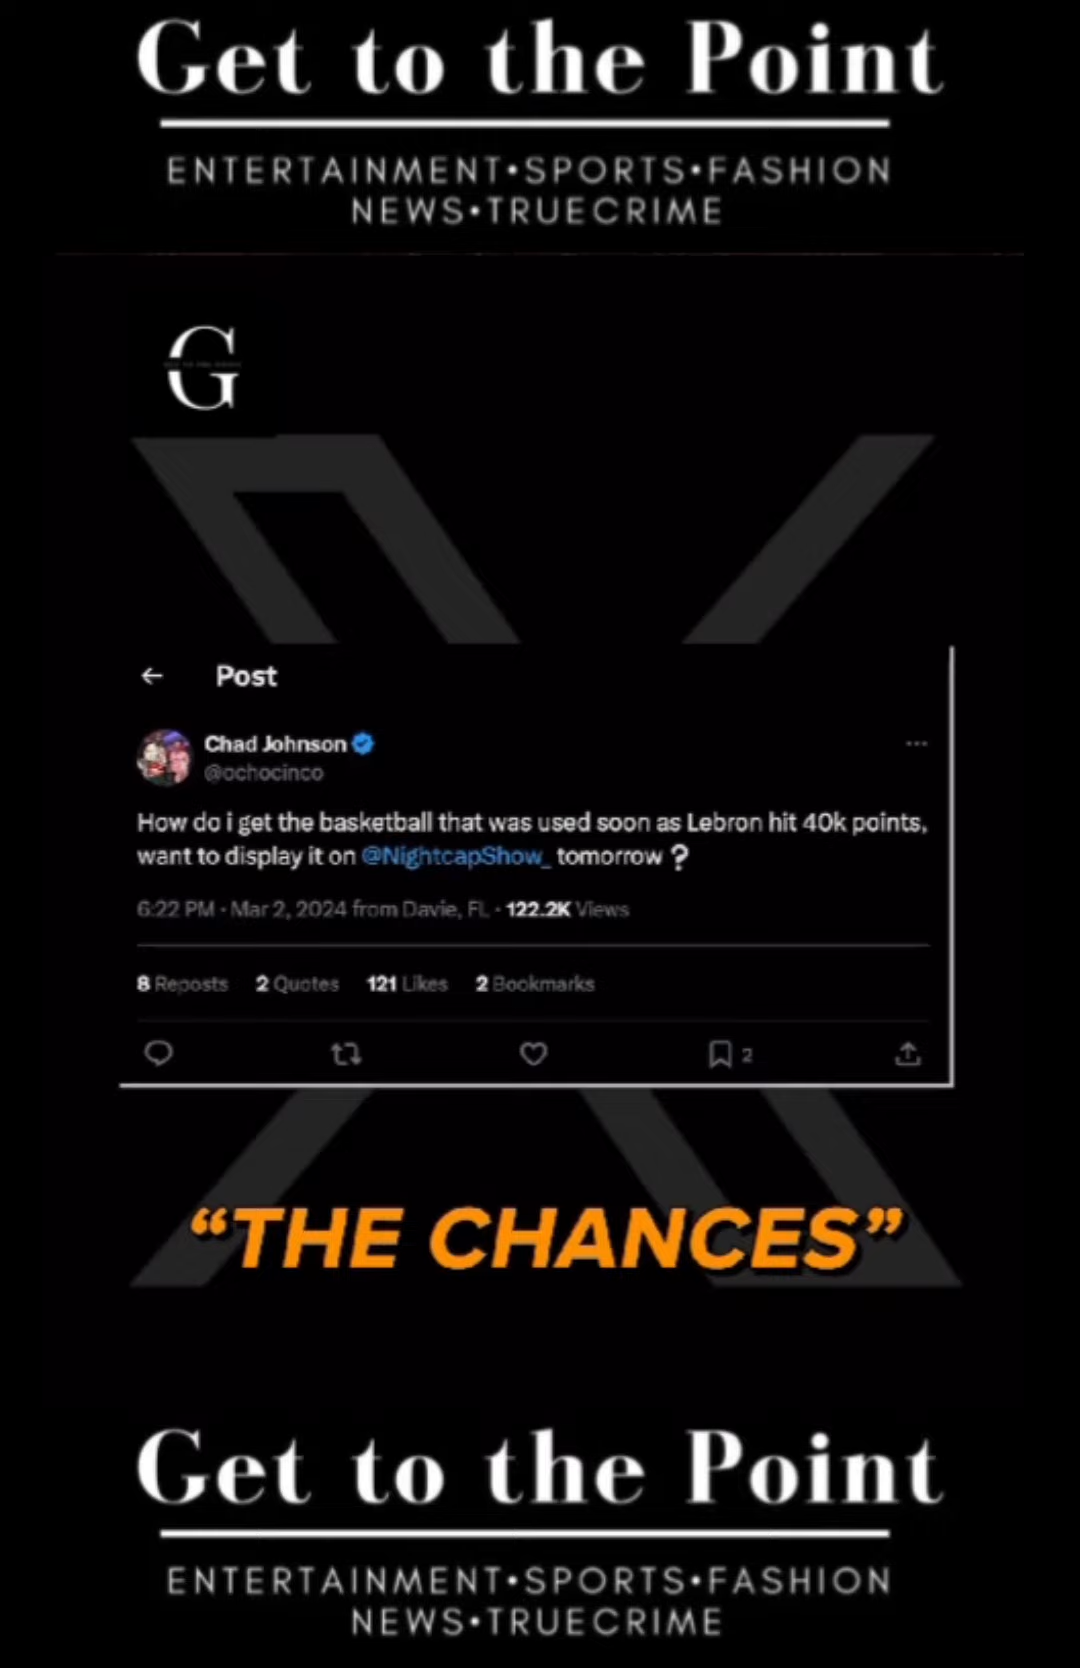 Get to the Point
ENTERTAINMENT•SPORTS•FASHION
NEWS•TRUECRIME
G
Post
Chad Johnson
@ochocinco
How do i get the basketball that was used soon as Lebron hit 40k points,
want to display it on @NightcapShow_ tomorrow ?
6:22 PM · Mar 2, 2024 from Davie, FL · 122.2K Views
8 Reposts 2 Quotes 121 Likes 2 Bookmarks
2
“THE CHANCES”
Get to the Point
ENTERTAINMENT•SPORTS•FASHION
NEWS•TRUECRIME